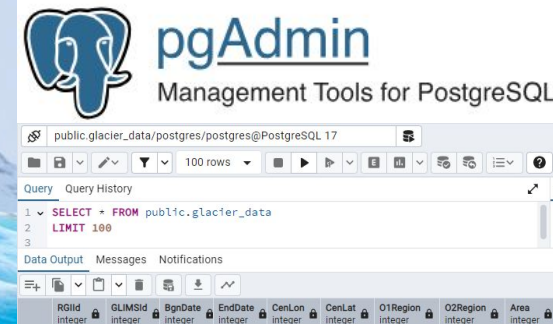 pgAdmin
Management Tools for PostgreSQL
public.glacier_data/postgres/postgres@PostgreSQL 17
100 rows
Query Query History
1 SELECT * FROM public.glacier_data
2 LIMIT 100
3
Data Output Messages Notifications
RGIId GLIMSId BgnDate EndDate CenLon CenLat O1Region O2Region Area
integer integer integer integer integer integer integer integer integer